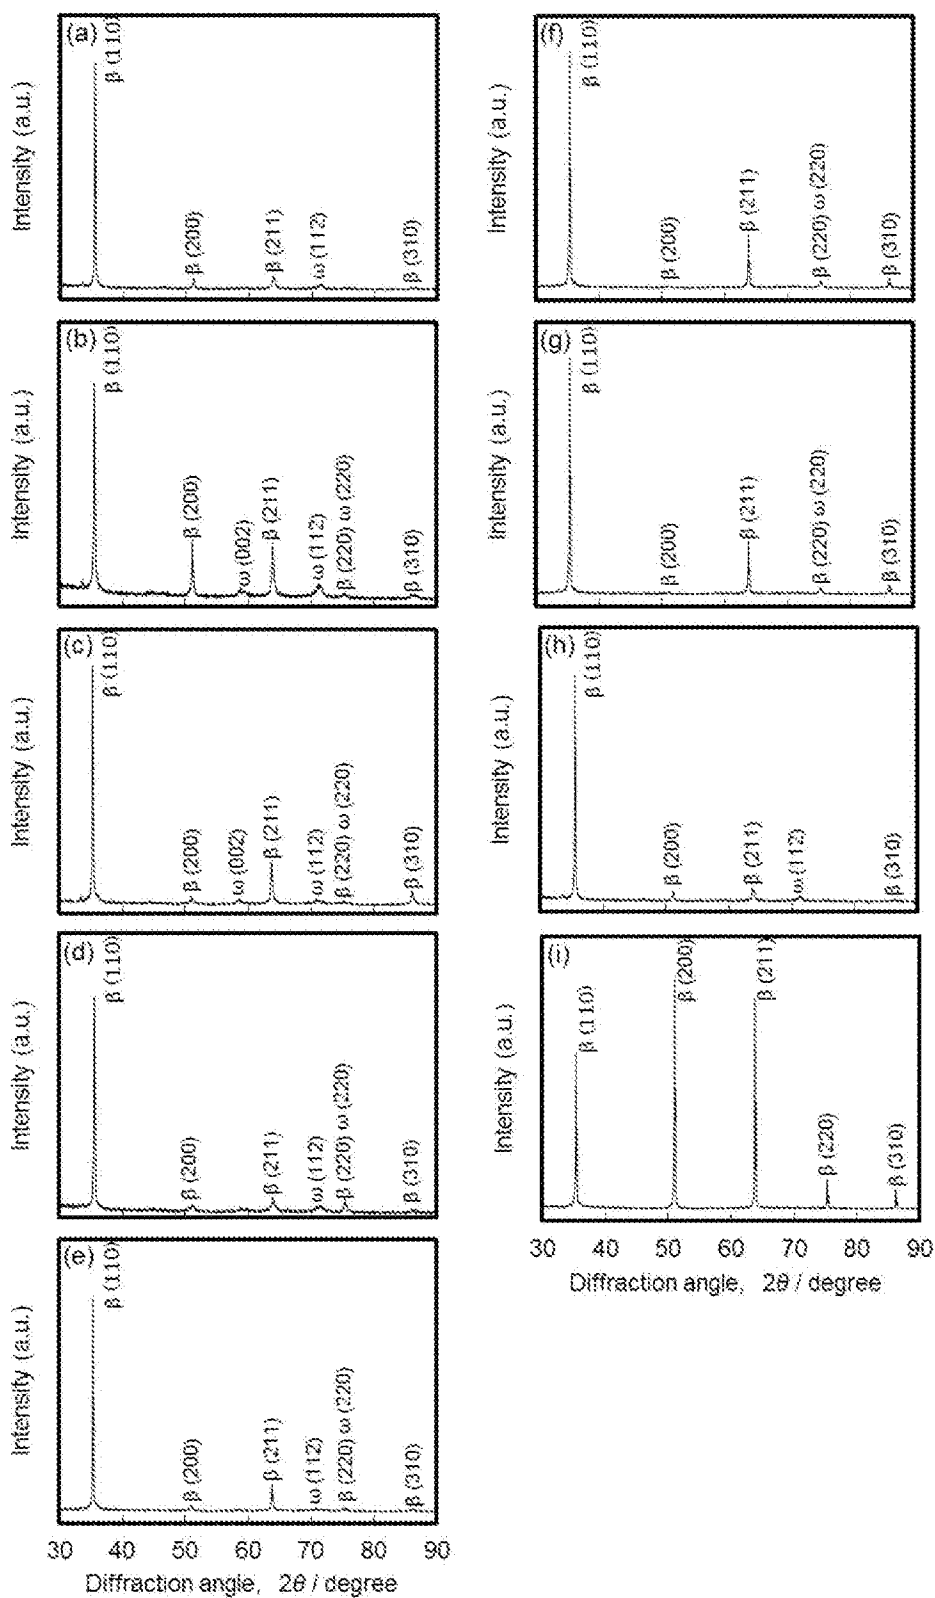 (a)
β (110)
β (200)
β (211)
ω (112)
β (310)
Intensity (a.u.)
(b)
β (110)
β (200)
ω (002)
β (211)
ω (112)
β (220) ω (220)
β (310)
Intensity (a.u.)
(c)
β (110)
β (200)
ω (002)
β (211)
ω (112)
β (220) ω (220)
β (310)
Intensity (a.u.)
(d)
β (110)
β (200)
β (211)
ω (112)
β (220) ω (220)
β (310)
Intensity (a.u.)
(e)
β (110)
β (200)
β (211)
ω (112)
β (220) ω (220)
β (310)
Intensity (a.u.)
30 40 50 60 70 80 90
Diffraction angle, 2θ / degree
(f)
β (110)
β (200)
β (211)
β (220) ω (220)
β (310)
Intensity (a.u.)
(g)
β (110)
β (200)
β (211)
β (220) ω (220)
β (310)
Intensity (a.u.)
(h)
β (110)
β (200)
β (211)
ω (112)
β (310)
Intensity (a.u.)
(i)
β (110)
β (200)
β (211)
β (220)
β (310)
Intensity (a.u.)
30 40 50 60 70 80 90
Diffraction angle, 2θ / degree